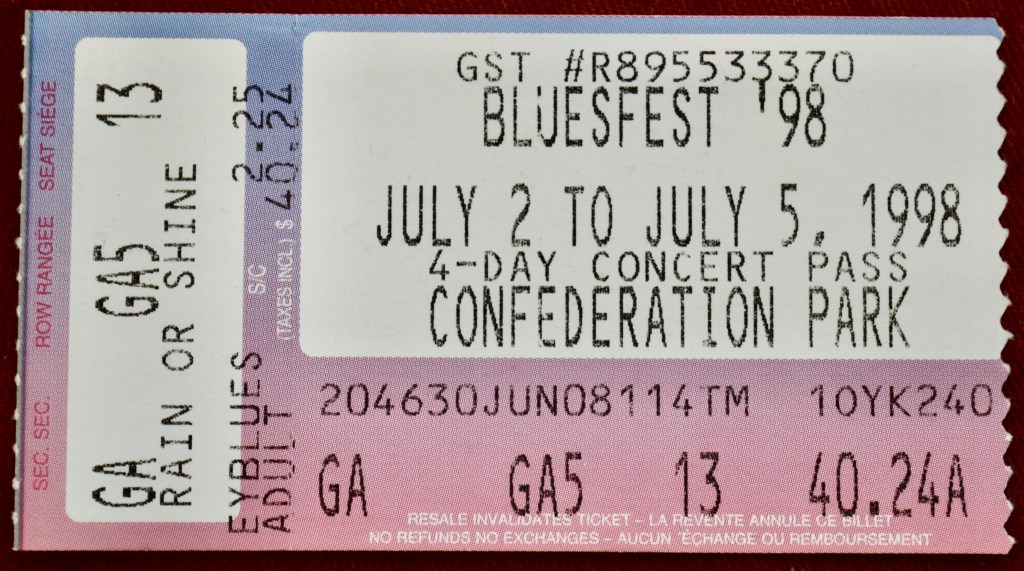 SEC. SEC. ROW RANGÉE SEAT SIÈGE
GA GA5 13
RAIN OR SHINE
EYBLUES 2.25
S/C
ADULT 40.24
(TAXES INCL.) $
GST #R895533370
BLUESFEST '98
JULY 2 TO JULY 5, 1998
4-DAY CONCERT PASS
CONFEDERATION PARK
204630JUN08114TM 10YK240
GA GA5 13 40.24A
RESALE INVALIDATES TICKET – LA REVENTE ANNULE CE BILLET
NO REFUNDS NO EXCHANGES – AUCUN ÉCHANGE OU REMBOURSEMENT